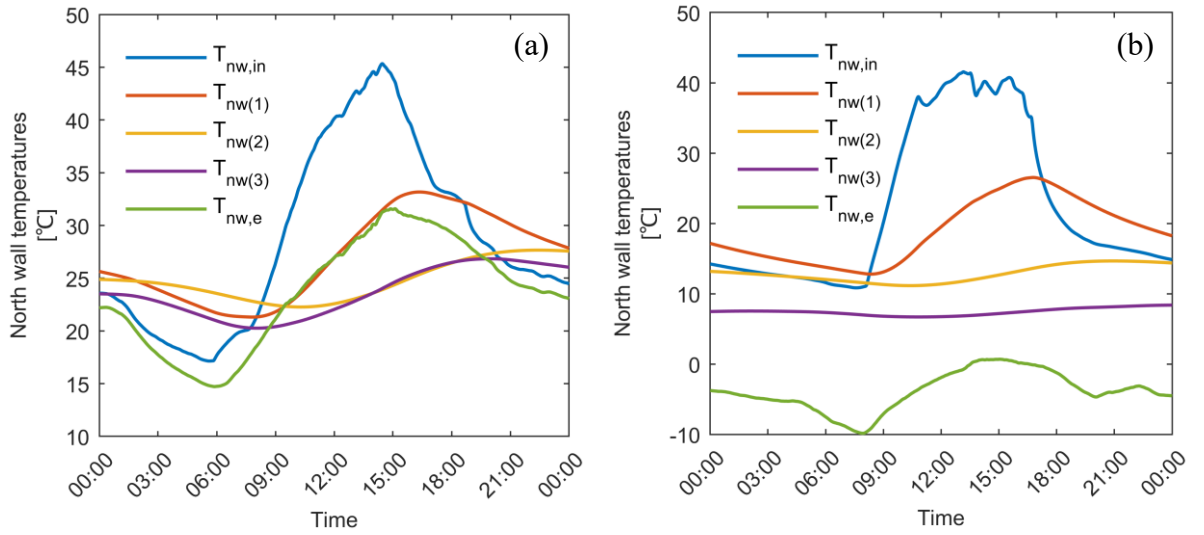 (a)
50
45
40
35
30
25
20
15
10
North wall temperatures
[℃]
T_nw,in
T_nw(1)
T_nw(2)
T_nw(3)
T_nw,e
00:00
03:00
06:00
09:00
12:00
15:00
18:00
21:00
00:00
Time
(b)
50
40
30
20
10
0
-10
North wall temperatures
[℃]
T_nw,in
T_nw(1)
T_nw(2)
T_nw(3)
T_nw,e
00:00
03:00
06:00
09:00
12:00
15:00
18:00
21:00
00:00
Time